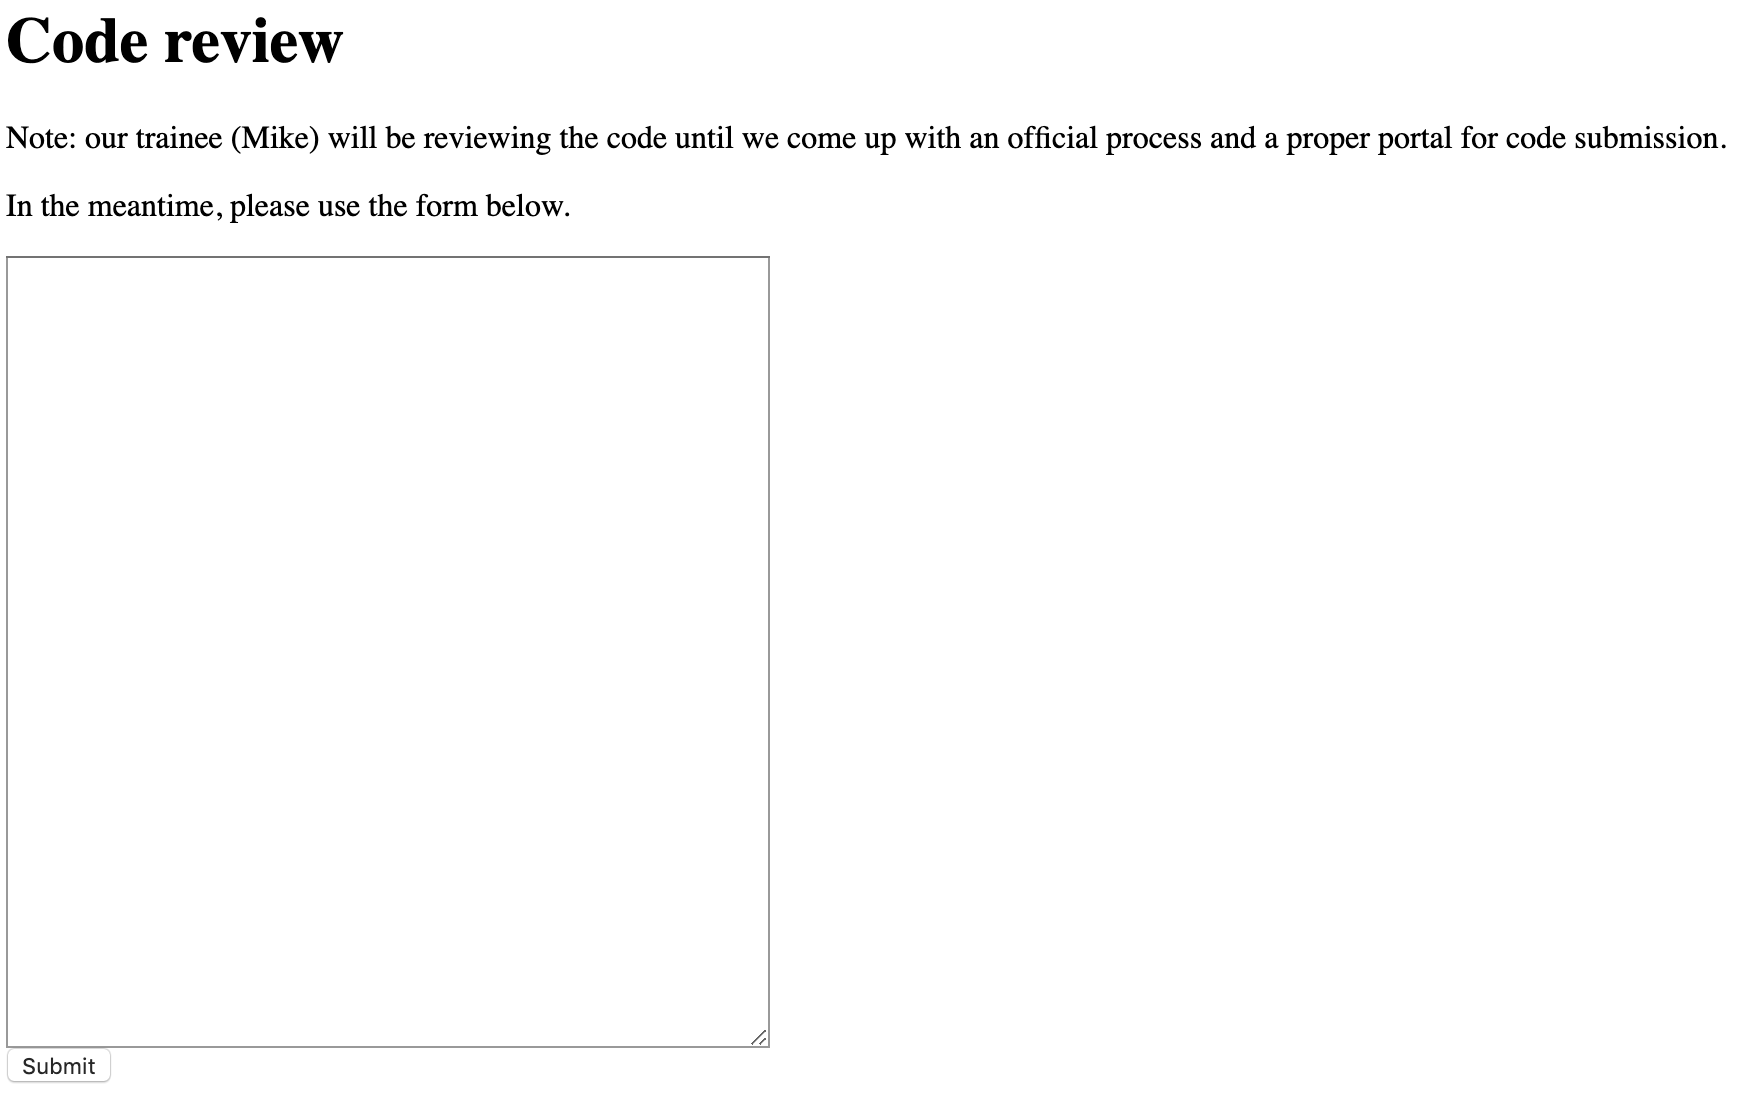 Code review
Note: our trainee (Mike) will be reviewing the code until we come up with an official process and a proper portal for code submission.
In the meantime, please use the form below.
Submit